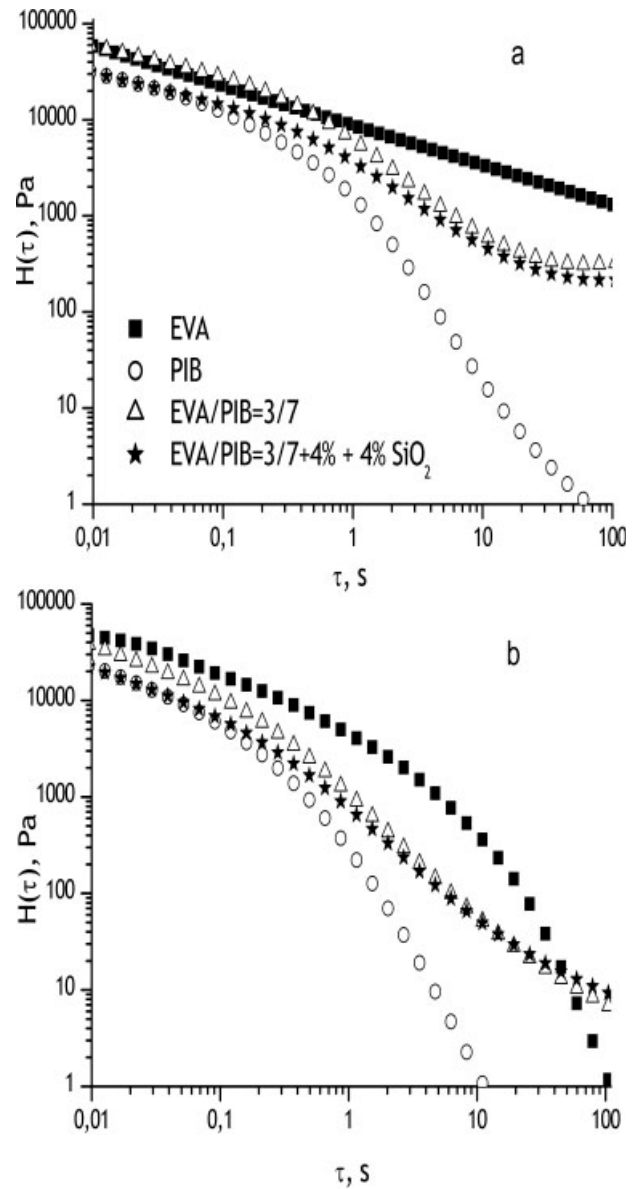 a
100000
10000
1000
100
10
1
H(τ), Pa
EVA
PIB
EVA/PIB=3/7
EVA/PIB=3/7+4% + 4% SiO₂
0,01 0,1 1 10 100
τ, s
b
100000
10000
1000
100
10
1
H(τ), Pa
0,01 0,1 1 10 100
τ, s